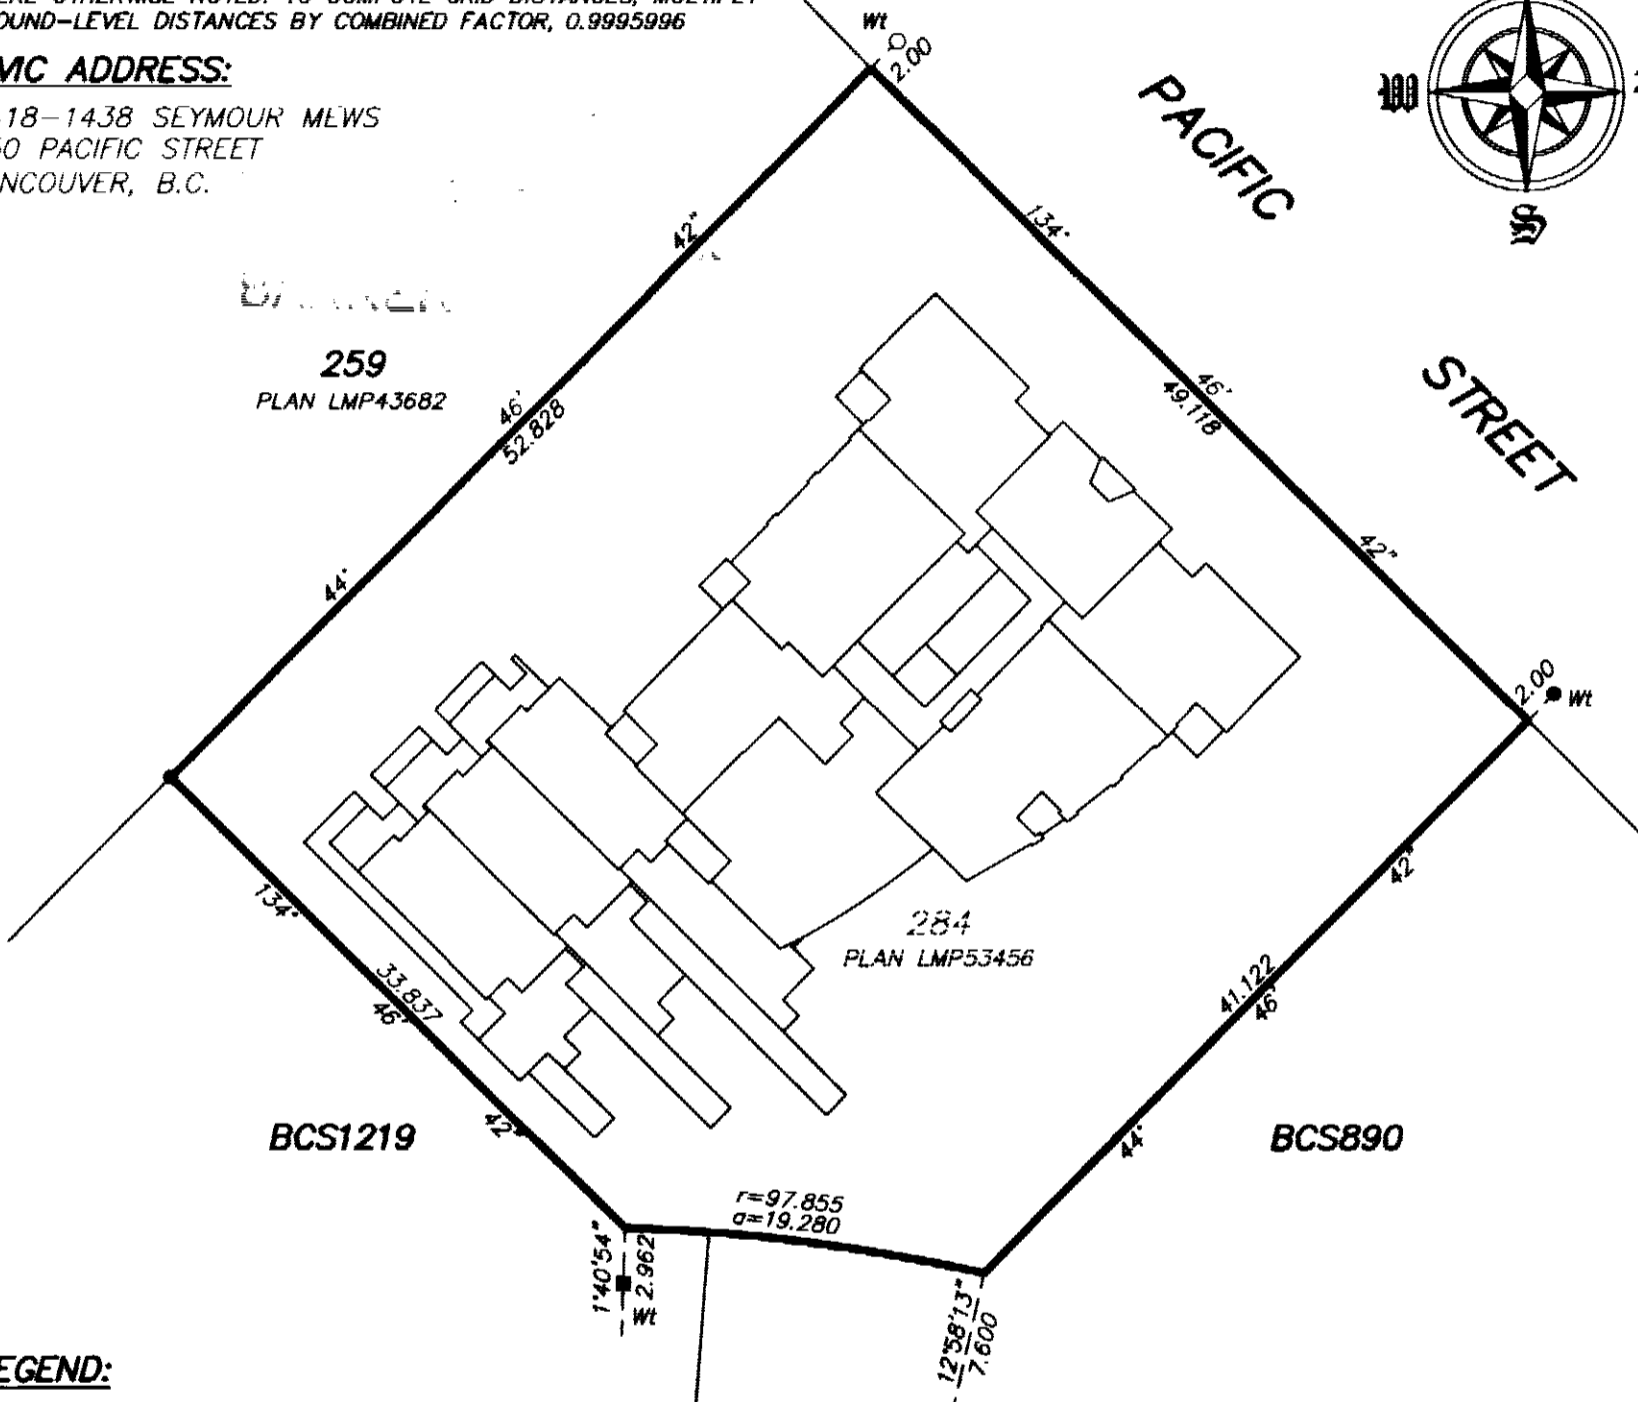 OUND-LEVEL DISTANCES BY COMBINED FACTOR, 0.9995996
MC ADDRESS:
18-1438 SEYMOUR MEWS
0 PACIFIC STREET
NCOUVER, B.C.
Wt
2.00
W
S
PACIFIC
STREET
134°
46'
49.118
42"
42"
46'
52.828
44°
259
PLAN LMP43682
2.00
Wt
42"
41.122
46'
44°
284
PLAN LMP53456
134°
33.837
46'
42"
BCS1219
BCS890
r=97.855
a=19.280
1°40'54"
2.962
Wt
12°58'13"
7.600
EGEND: